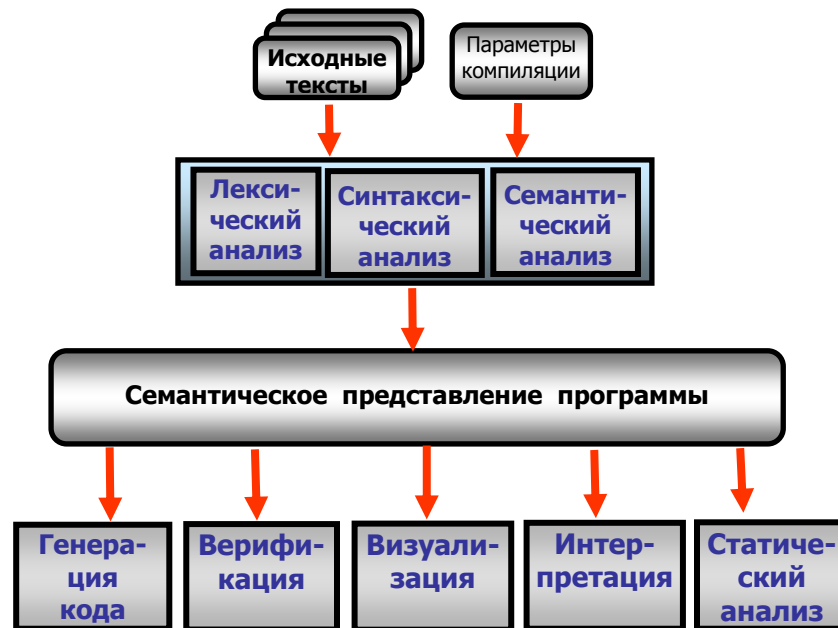 Исходные
тексты
Параметры
компиляции
Лекси-
ческий
анализ
Синтакси-
ческий
анализ
Семанти-
ческий
анализ
Семантическое представление программы
Генера-
ция
кода
Верифи-
кация
Визуали-
зация
Интер-
претация
Статиче-
ский
анализ